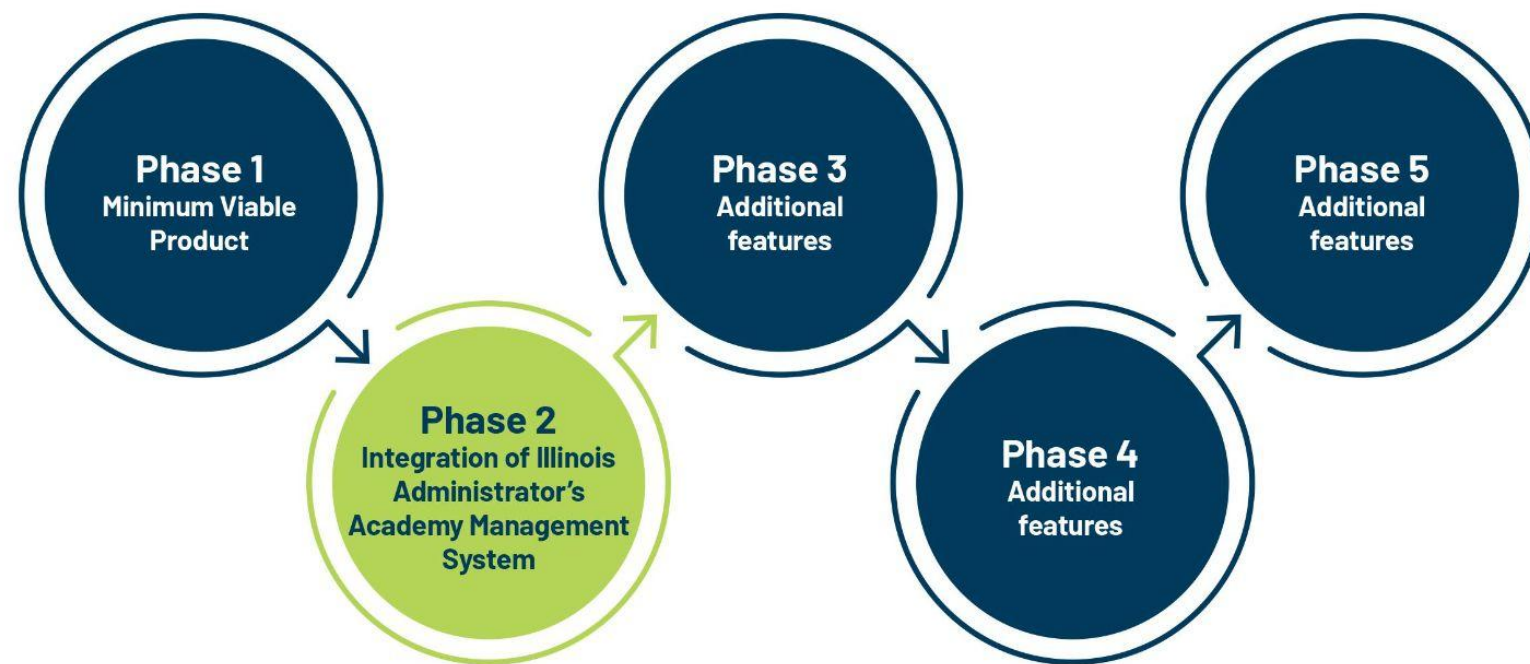 Phase 1
Minimum Viable
Product
Phase 2
Integration of Illinois
Administrator’s
Academy Management
System
Phase 3
Additional
features
Phase 4
Additional
features
Phase 5
Additional
features